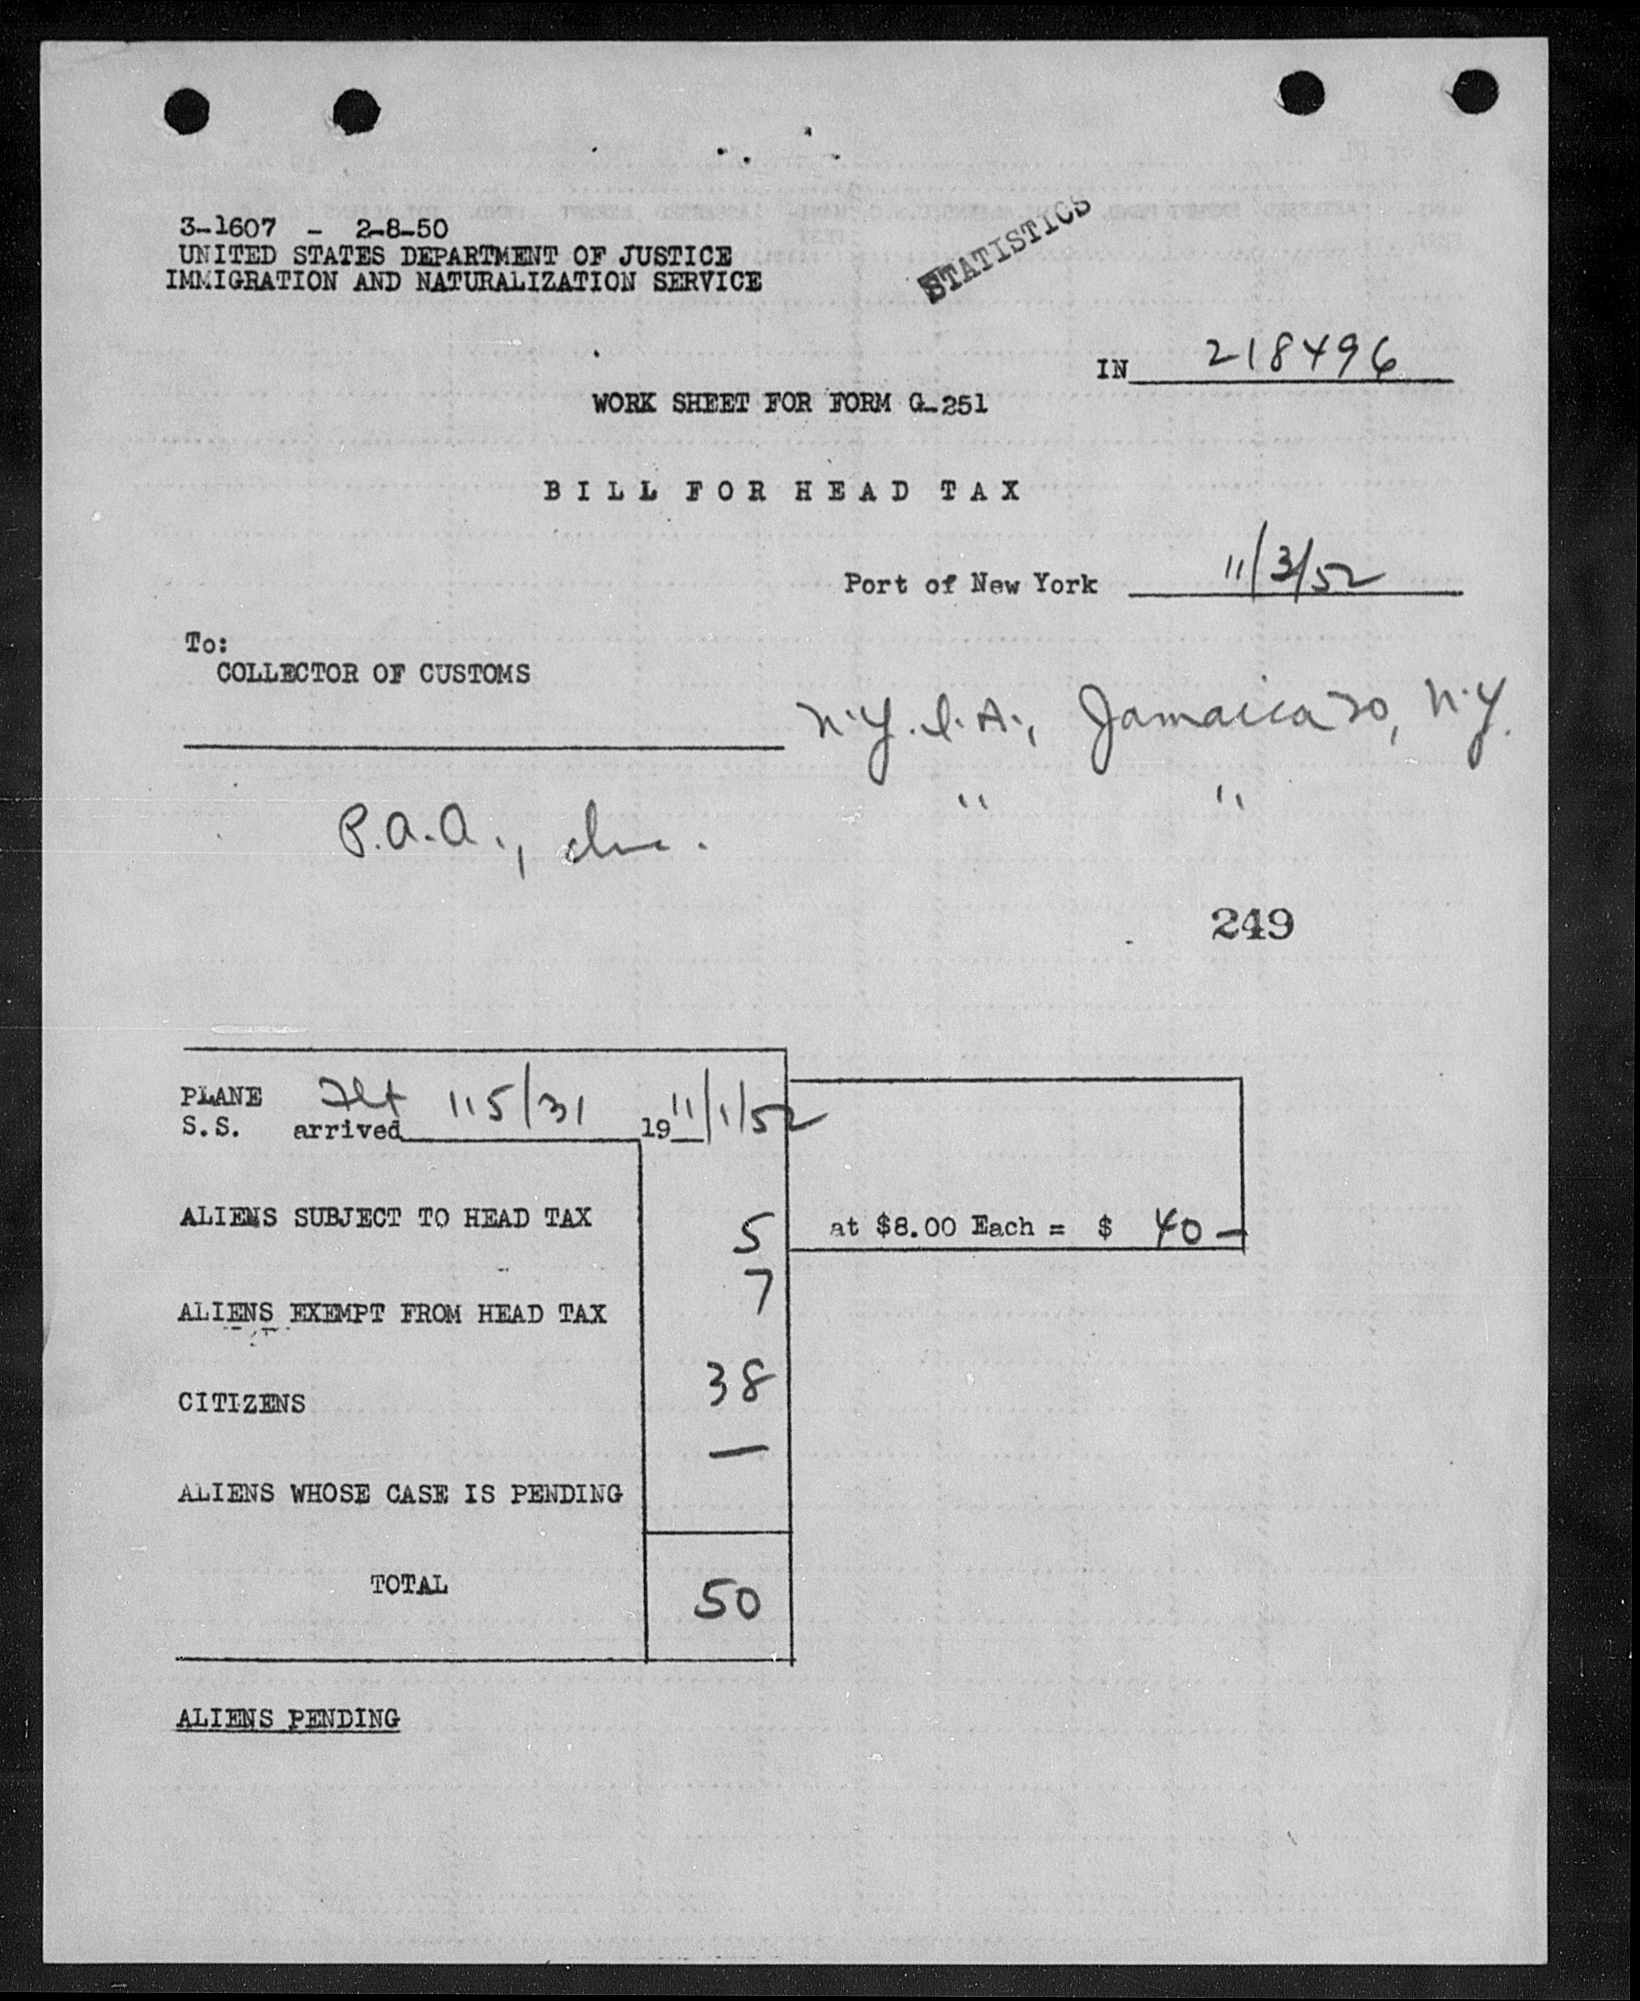 3-1607 - 2-8-50
UNITED STATES DEPARTMENT OF JUSTICE
IMMIGRATION AND NATURALIZATION SERVICE
STATISTICS
IN 218496
WORK SHEET FOR FORM G-251
BILL FOR HEAD TAX
Port of New York 11/3/52
To:
COLLECTOR OF CUSTOMS
N.Y.I.A., Jamaica 30, N.Y.
P.A.A., Inc. " "
249
PLANE Flt 115/31 19 11/1/52
S.S. arrived
ALIENS SUBJECT TO HEAD TAX 5 at $8.00 Each = $ 40 —
ALIENS EXEMPT FROM HEAD TAX 7
CITIZENS 38
ALIENS WHOSE CASE IS PENDING —
TOTAL 50
ALIENS PENDING